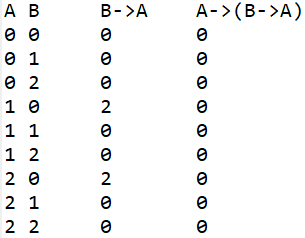 A B B->A A->(B->A)
0 0 0 0
0 1 0 0
0 2 0 0
1 0 2 0
1 1 0 0
1 2 0 0
2 0 2 0
2 1 0 0
2 2 0 0